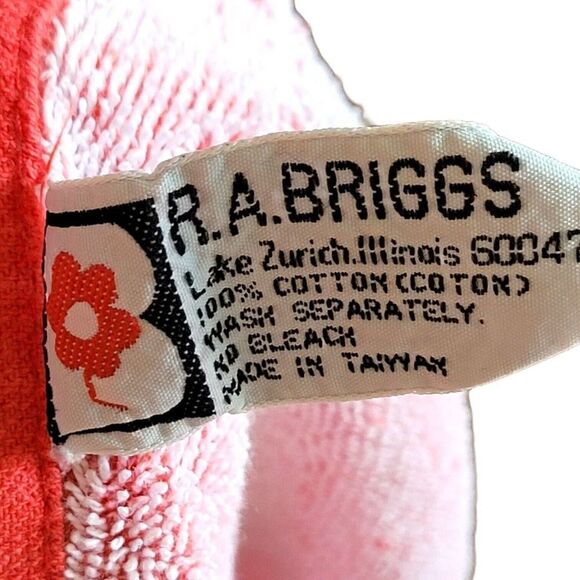 R.A.BRIGGS
Lake Zurich.Illinois 60047
100% COTTON(COTON)
WASH SEPARATELY.
NO BLEACH
MADE IN TAIWAN